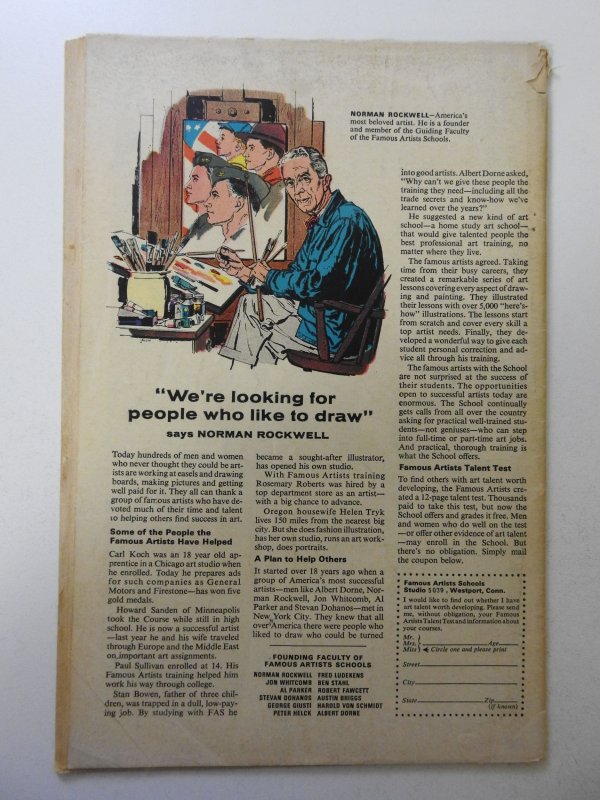 NORMAN ROCKWELL—America's
most beloved artist. He is a founder
and member of the Guiding Faculty
of the Famous Artists Schools.
"We're looking for
people who like to draw"
says NORMAN ROCKWELL
Today hundreds of men and women
who never thought they could be art-
ists are working at easels and drawing
boards, making pictures and getting
well paid for it. They all can thank a
group of famous artists who have de-
voted much of their time and talent
to helping others find success in art.
Some of the People the
Famous Artists Have Helped
Carl Koch was an 18 year old ap-
prentice in a Chicago art studio when
he enrolled. Today he prepares ads
for such companies as General
Motors and Firestone—has won five
gold medals.
Howard Sanden of Minneapolis
took the Course while still in high
school. He is now a successful artist
—last year he and his wife traveled
through Europe and the Middle East
on important art assignments.
Paul Sullivan enrolled at 14. His
Famous Artists training helped him
work his way through college.
Stan Bowen, father of three chil-
dren, was trapped in a dull, low-pay-
ing job. By studying with FAS he
became a sought-after illustrator,
has opened his own studio.
With Famous Artists training
Rosemary Roberts was hired by a
top department store as an artist—
with a big chance to advance.
Oregon housewife Helen Tryk
lives 150 miles from the nearest big
city. But she does fashion illustration,
has her own studio, runs an art work-
shop, does portraits.
A Plan to Help Others
It started over 18 years ago when a
group of America's most successful
artists—men like Albert Dorne, Nor-
man Rockwell, Jon Whitcomb, Al
Parker and Stevan Dohanos—met in
New York City. They knew that all
over America there were people who
liked to draw who could be turned
FOUNDING FACULTY OF
FAMOUS ARTISTS SCHOOLS
NORMAN ROCKWELL FRED LUDEKENS
JON WHITCOMB BEN STAHL
AL PARKER ROBERT FAWCETT
STEVAN DOHANOS AUSTIN BRIGGS
GEORGE GIUSTI HAROLD VON SCHMIDT
PETER HELCK ALBERT DORNE
into good artists. Albert Dorne asked,
"Why can't we give these people the
training they need—including all the
trade secrets and know-how we've
learned over the years?"
He suggested a new kind of art
school—a home study art school—
that would give talented people the
best professional art training, no
matter where they live.
The famous artists agreed. Taking
time from their busy careers, they
created a remarkable series of art
lessons covering every aspect of draw-
ing and painting. They illustrated
their lessons with over 5,000 "here's-
how" illustrations. The lessons start
from scratch and cover every skill a
top artist needs. Finally, they de-
veloped a wonderful way to give each
student personal correction and ad-
vice all through his training.
The famous artists with the School
are not surprised at the success of
their students. The opportunities
open to successful artists today are
enormous. The School continually
gets calls from all over the country
asking for practical well-trained stu-
dents—not geniuses—who can step
into full-time or part-time art jobs.
And practical, thorough training is
what the School offers.
Famous Artists Talent Test
To find others with art talent worth
developing, the Famous Artists cre-
ated a 12-page talent test. Thousands
paid to take this test, but now the
School offers and grades it free. Men
and women who do well on the test
—or offer other evidence of art talent
—may enroll in the School. But
there's no obligation. Simply mail
the coupon below.
Famous Artists Schools
Studio 5039, Westport, Conn.
I would like to find out whether I have
art talent worth developing. Please send
me, without obligation, your Famous
Artists Talent Test and information about
your courses.
Mr.
Mrs. Age
Miss Circle one and please print
Street
City
State Zip
(if known)